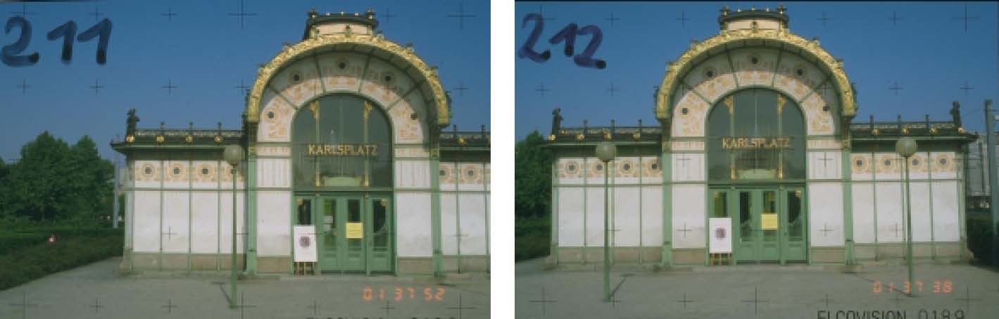 211
KARLSPLATZ
01 37 52
212
KARLSPLATZ
01 37 38
ELCOVISION 0189